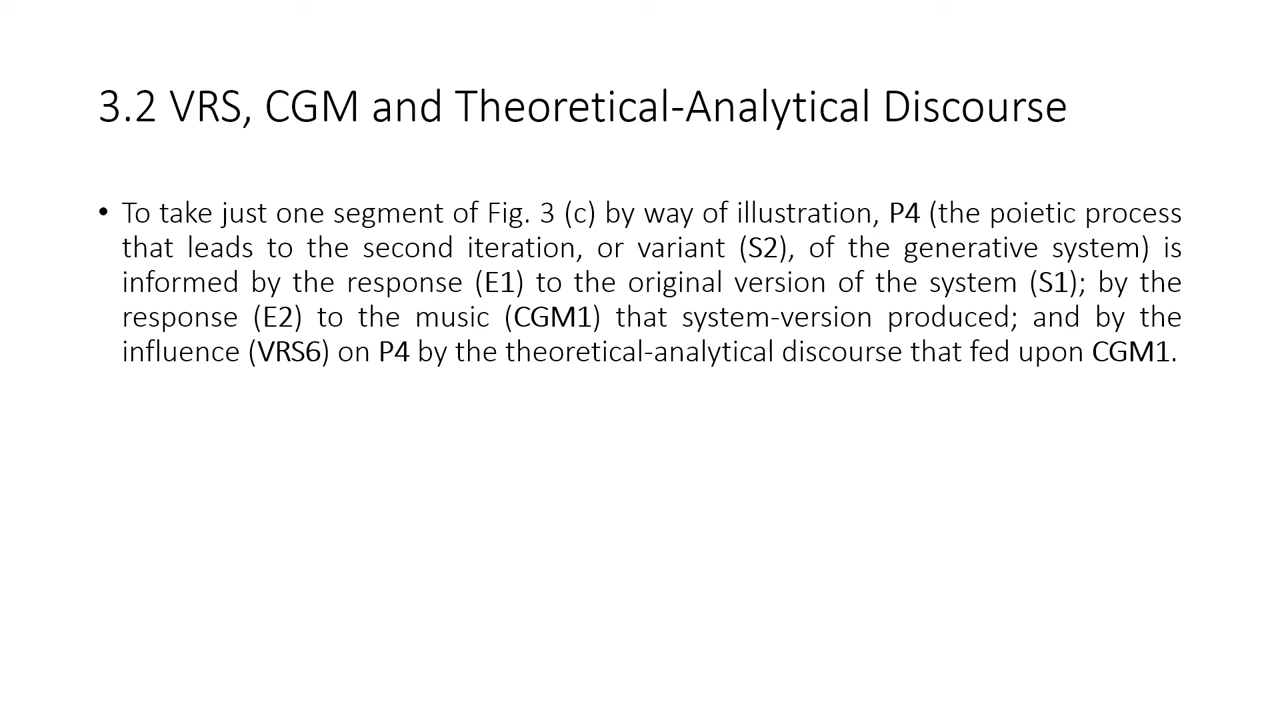 3.2 VRS, CGM and Theoretical-Analytical Discourse
• To take just one segment of Fig. 3 (c) by way of illustration, P4 (the poietic process
that leads to the second iteration, or variant (S2), of the generative system) is
informed by the response (E1) to the original version of the system (S1); by the
response (E2) to the music (CGM1) that system-version produced; and by the
influence (VRS6) on P4 by the theoretical-analytical discourse that fed upon CGM1.